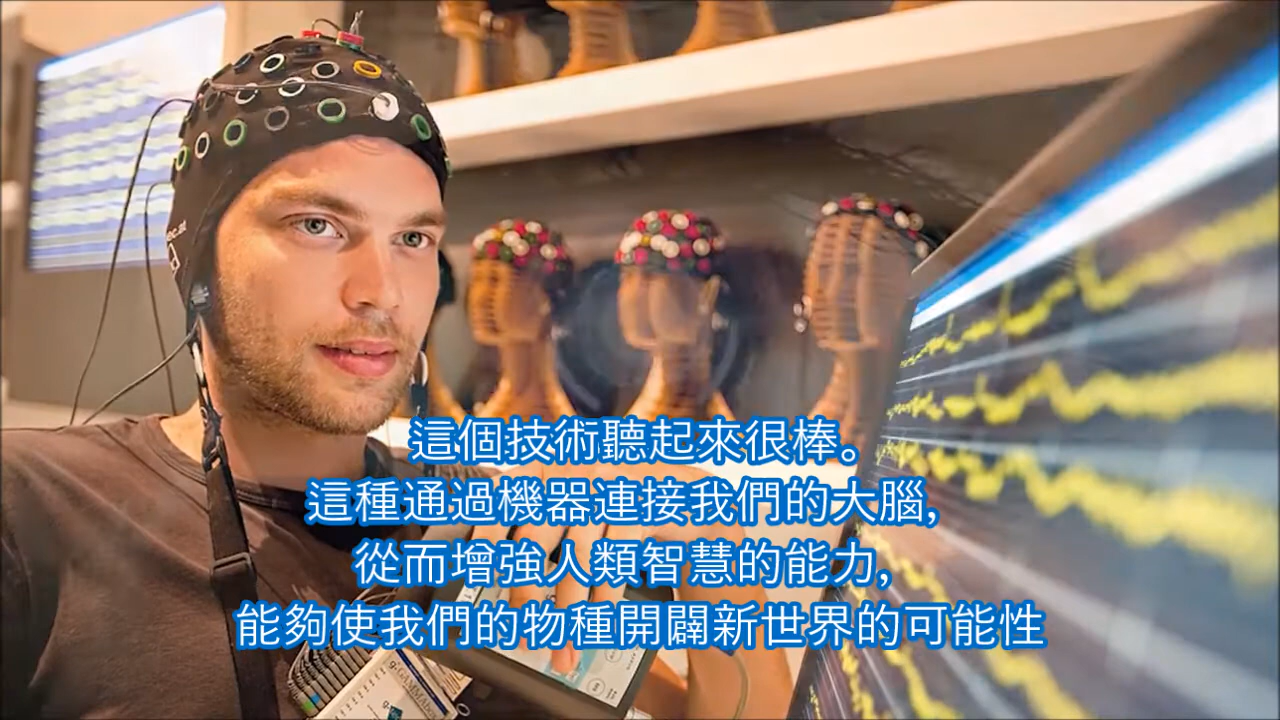 這個技術聽起來很棒。
這種通過機器連接我們的大腦,
從而增強人類智慧的能力,
能夠使我們的物種開闢新世界的可能性
g.GAMMAbox